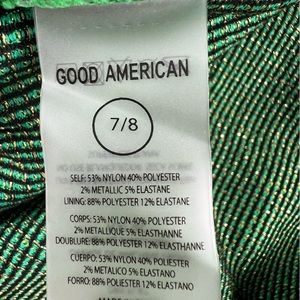 GOOD AMERICAN
7/8
SELF: 53% NYLON 40% POLYESTER
2% METALLIC 5% ELASTANE
LINING: 88% POLYESTER 12% ELASTANE
CORPS: 53% NYLON 40% POLYESTER
2% METALLIQUE 5% ELASTHANNE
DOUBLURE: 88% POLYESTER 12% ELASTHANNE
CUERPO: 53% NYLON 40% POLIESTER
2% METALICO 5% ELASTANO
FORRO: 88% POLIESTER 12% ELASTANO
MADE